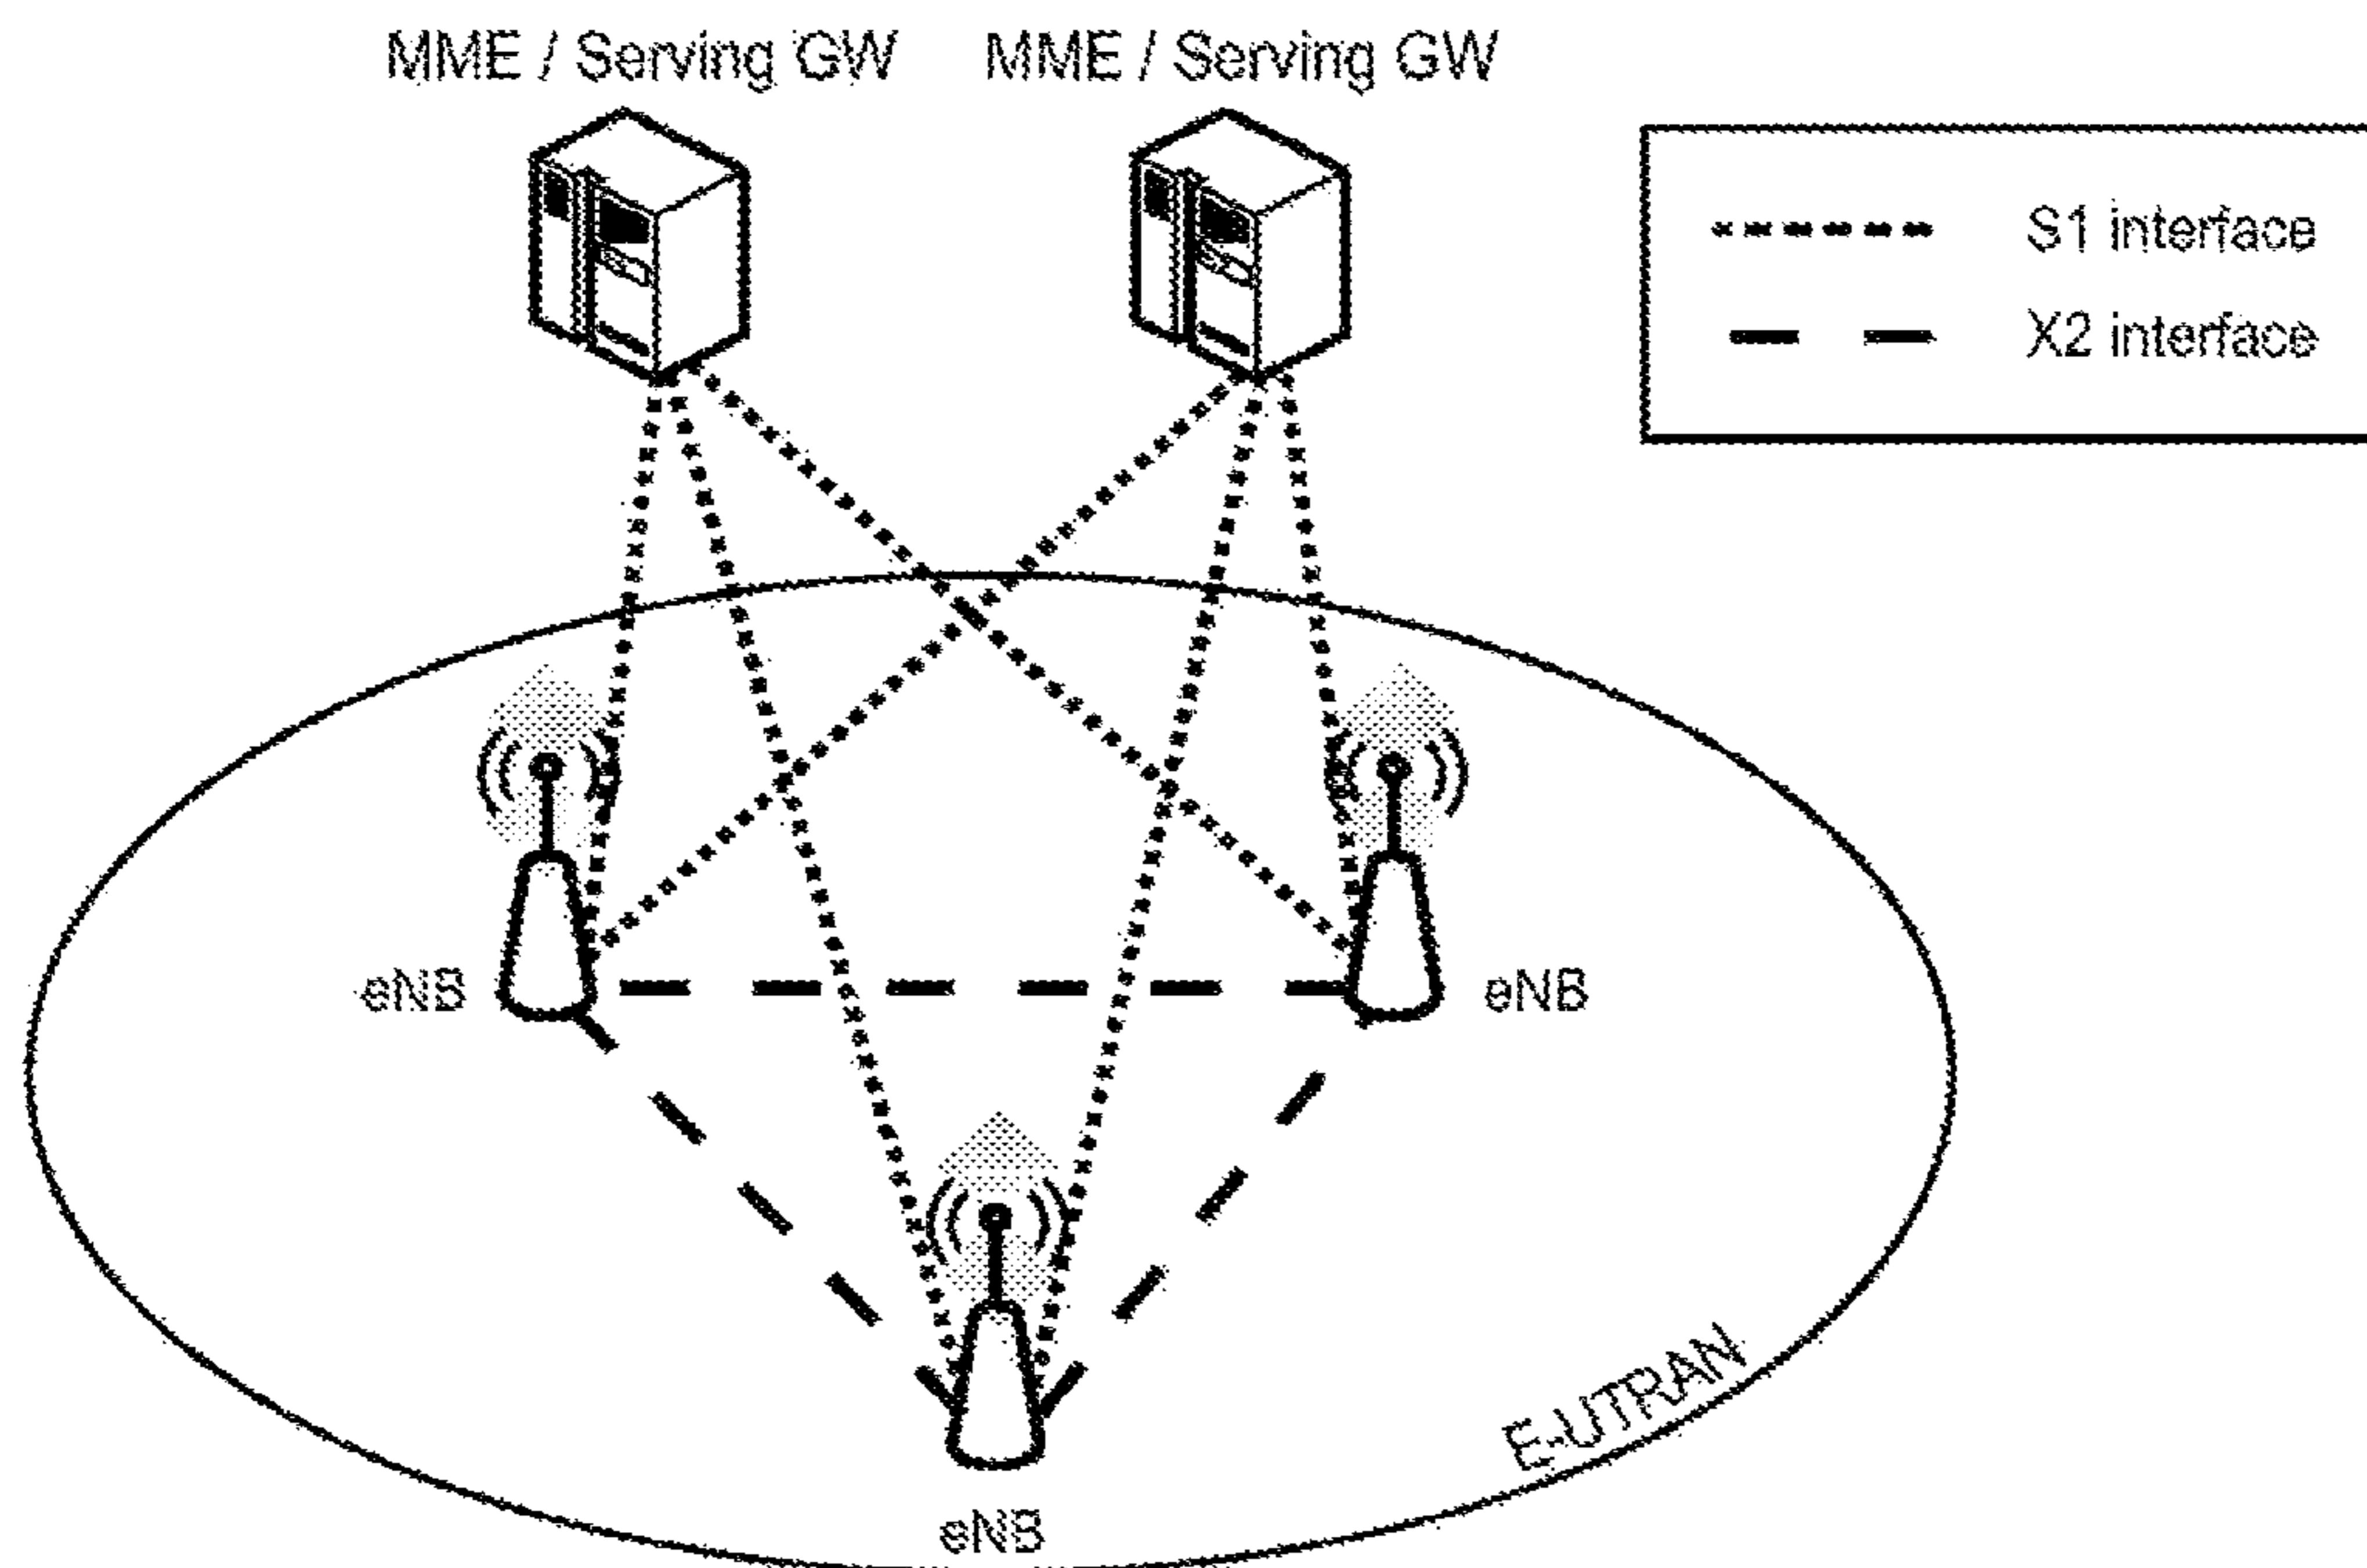 MME / Serving GW
MME / Serving GW
S1 interface
X2 interface
eNB
eNB
E-UTRAN
eNB